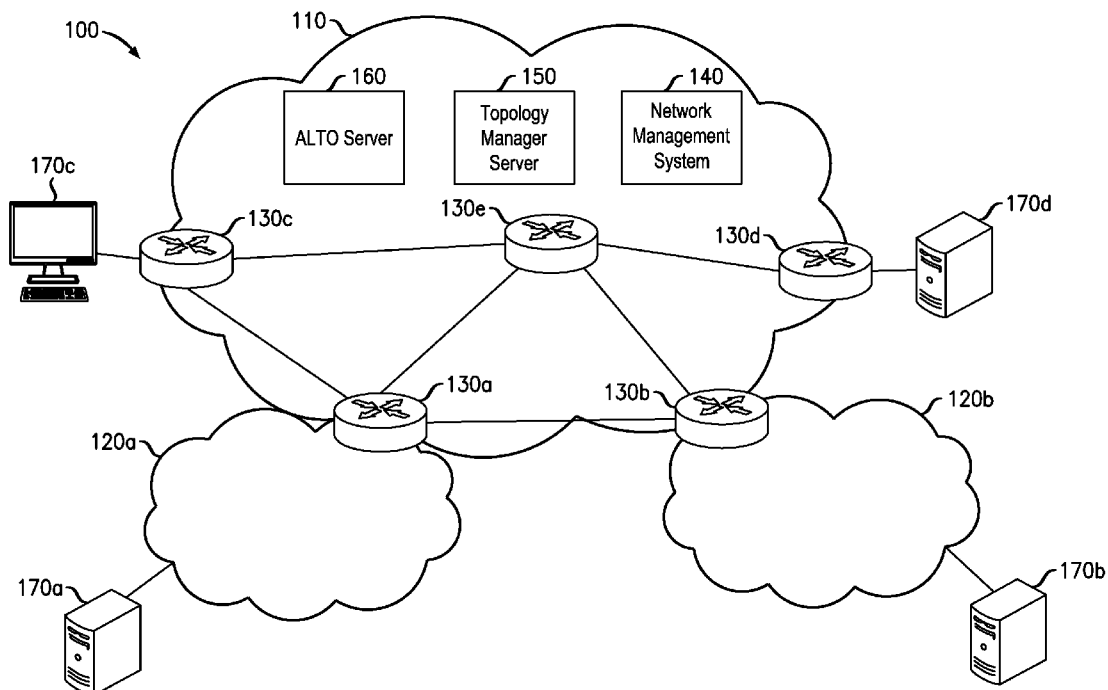 100
110
160
150
140
ALTO Server
Topology
Manager
Server
Network
Management
System
170c
130c
130e
130d
170d
130a
130b
120b
120a
170a
170b